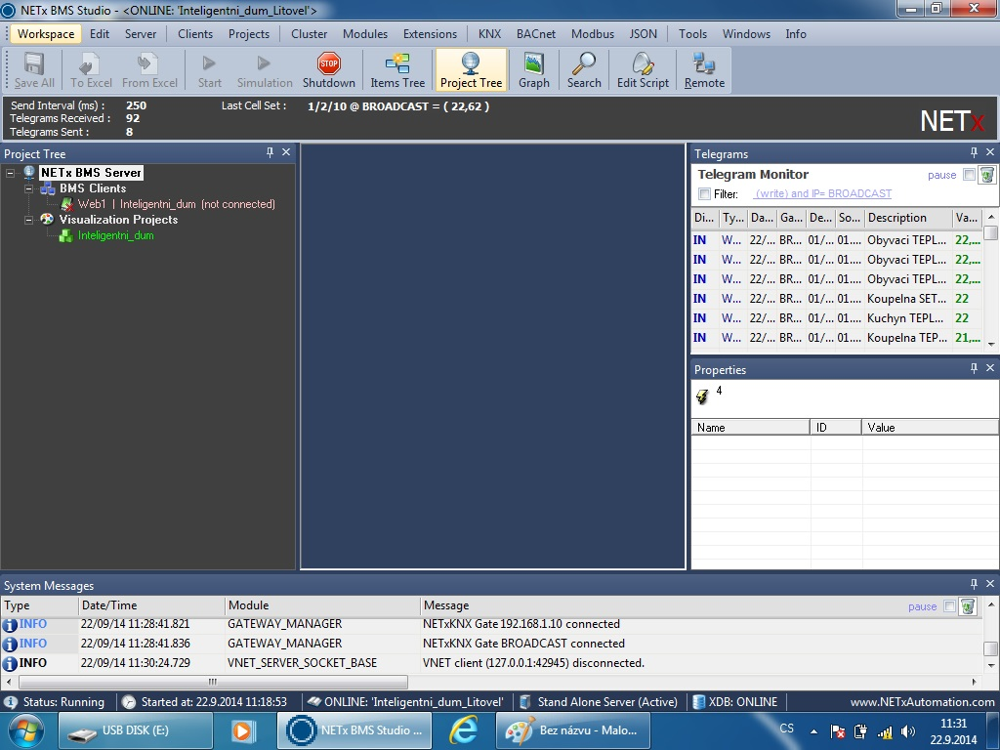 NETx BMS Studio - <ONLINE: 'Inteligentni_dum_Litovel'>
Workspace Edit Server Clients Projects Cluster Modules Extensions KNX BACnet Modbus JSON Tools Windows Info
Save All To Excel From Excel Start Simulation STOP Shutdown Items Tree Project Tree Graph Search Edit Script Remote
Send Interval (ms) : 250 Last Cell Set : 1/2/10 @ BROADCAST = ( 22,62 )
Telegrams Received : 92
Telegrams Sent : 8
NETx
Project Tree
NETx BMS Server
BMS Clients
Web1 | Inteligentni_dum (not connected)
Visualization Projects
Inteligentni_dum
Telegrams
Telegram Monitor pause
Filter: (write) and IP= BROADCAST
Di... Ty... Da... Ga... De... So... Description Va...
IN W... 22/... BR... 01/... 01.... Obyvaci TEPL... 22,...
IN W... 22/... BR... 01/... 01.... Obyvaci TEPL... 22,...
IN W... 22/... BR... 01/... 01.... Obyvaci TEPL... 22,...
IN W... 22/... BR... 01/... 01.... Koupelna SET... 22
IN W... 22/... BR... 01/... 01.... Kuchyn TEPL... 22
IN W... 22/... BR... 01/... 01.... Koupelna TEP... 21,...
Properties
4
Name ID Value
System Messages
Type Date/Time Module Message pause
INFO 22/09/14 11:28:41.821 GATEWAY_MANAGER NETxKNX Gate 192.168.1.10 connected
INFO 22/09/14 11:28:41.836 GATEWAY_MANAGER NETxKNX Gate BROADCAST connected
INFO 22/09/14 11:30:24.729 VNET_SERVER_SOCKET_BASE VNET client (127.0.0.1:42945) disconnected.
Status: Running Started at: 22.9.2014 11:18:53 ONLINE: 'Inteligentni_dum_Litovel' Stand Alone Server (Active) XDB: ONLINE www.NETxAutomation.com
USB DISK (E:) NETx BMS Studio ... Bez názvu - Malo... CS 11:31
22.9.2014